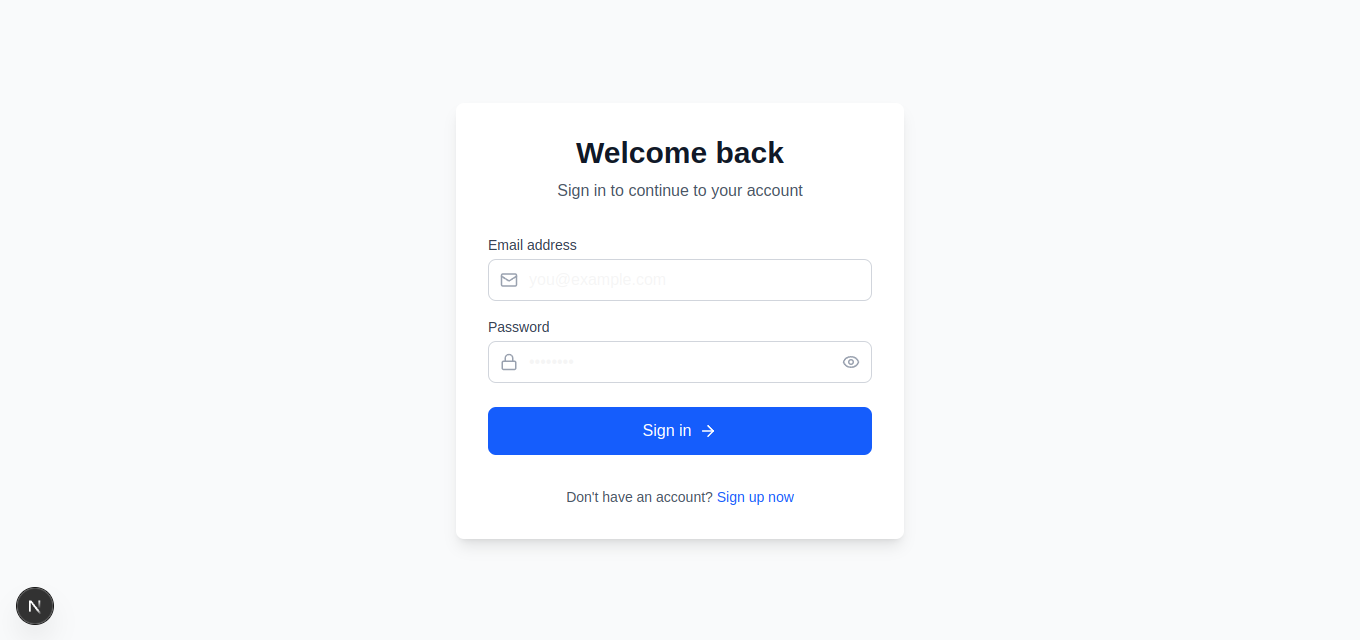 Welcome back
Sign in to continue to your account
Email address
you@example.com
Password
••••••••
Sign in
Don't have an account? Sign up now
N